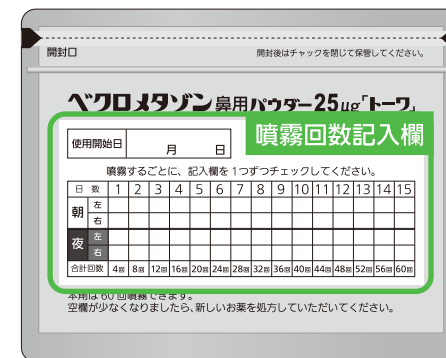 開封口
開封後はチャックを閉じて保管してください。
ベクロメタゾン鼻用パウダー25μg「トーワ」
噴霧回数記入欄
使用開始日 月 日
噴霧するごとに、記入欄を1つずつチェックしてください。
日 数 1 2 3 4 5 6 7 8 9 10 11 12 13 14 15
朝 左
右
夜 左
右
合計回数 4回 8回 12回 16回 20回 24回 28回 32回 36回 40回 44回 48回 52回 56回 60回
本剤は60回噴霧できます。
空欄が少なくなりましたら、新しいお薬を処方していただいてください。